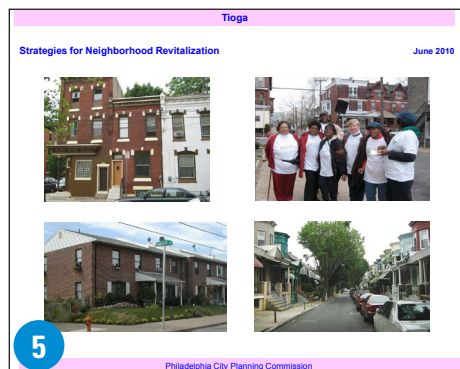 Tioga
Strategies for Neighborhood Revitalization June 2010
5
Philadelphia City Planning Commission